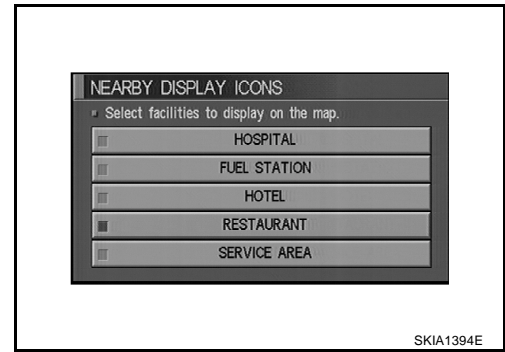 NEARBY DISPLAY ICONS
Select facilities to display on the map.
HOSPITAL
FUEL STATION
HOTEL
RESTAURANT
SERVICE AREA
SKIA1394E